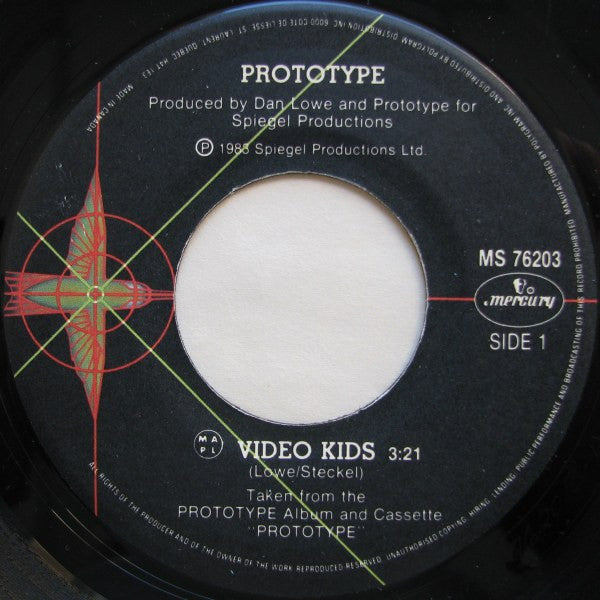 PROTOTYPE
Produced by Dan Lowe and Prototype for
Spiegel Productions
℗ 1983 Spiegel Productions Ltd.
MS 76203
mercury
SIDE 1
M A
P L
VIDEO KIDS 3:21
(Lowe/Steckel)
Taken from the
PROTOTYPE Album and Cassette
"PROTOTYPE"
MADE IN CANADA
MANUFACTURED BY POLYGRAM INC AND DISTRIBUTED BY POLYGRAM DISTRIBUTION INC 6000 COTE DE LIESSE ST LAURENT QUEBEC H4T 1E3
ALL RIGHTS OF THE PRODUCER AND OF THE OWNER OF THE WORK REPRODUCED RESERVED. UNAUTHORISED COPYING, HIRING, LENDING, PUBLIC PERFORMANCE AND BROADCASTING OF THIS RECORD PROHIBITED.